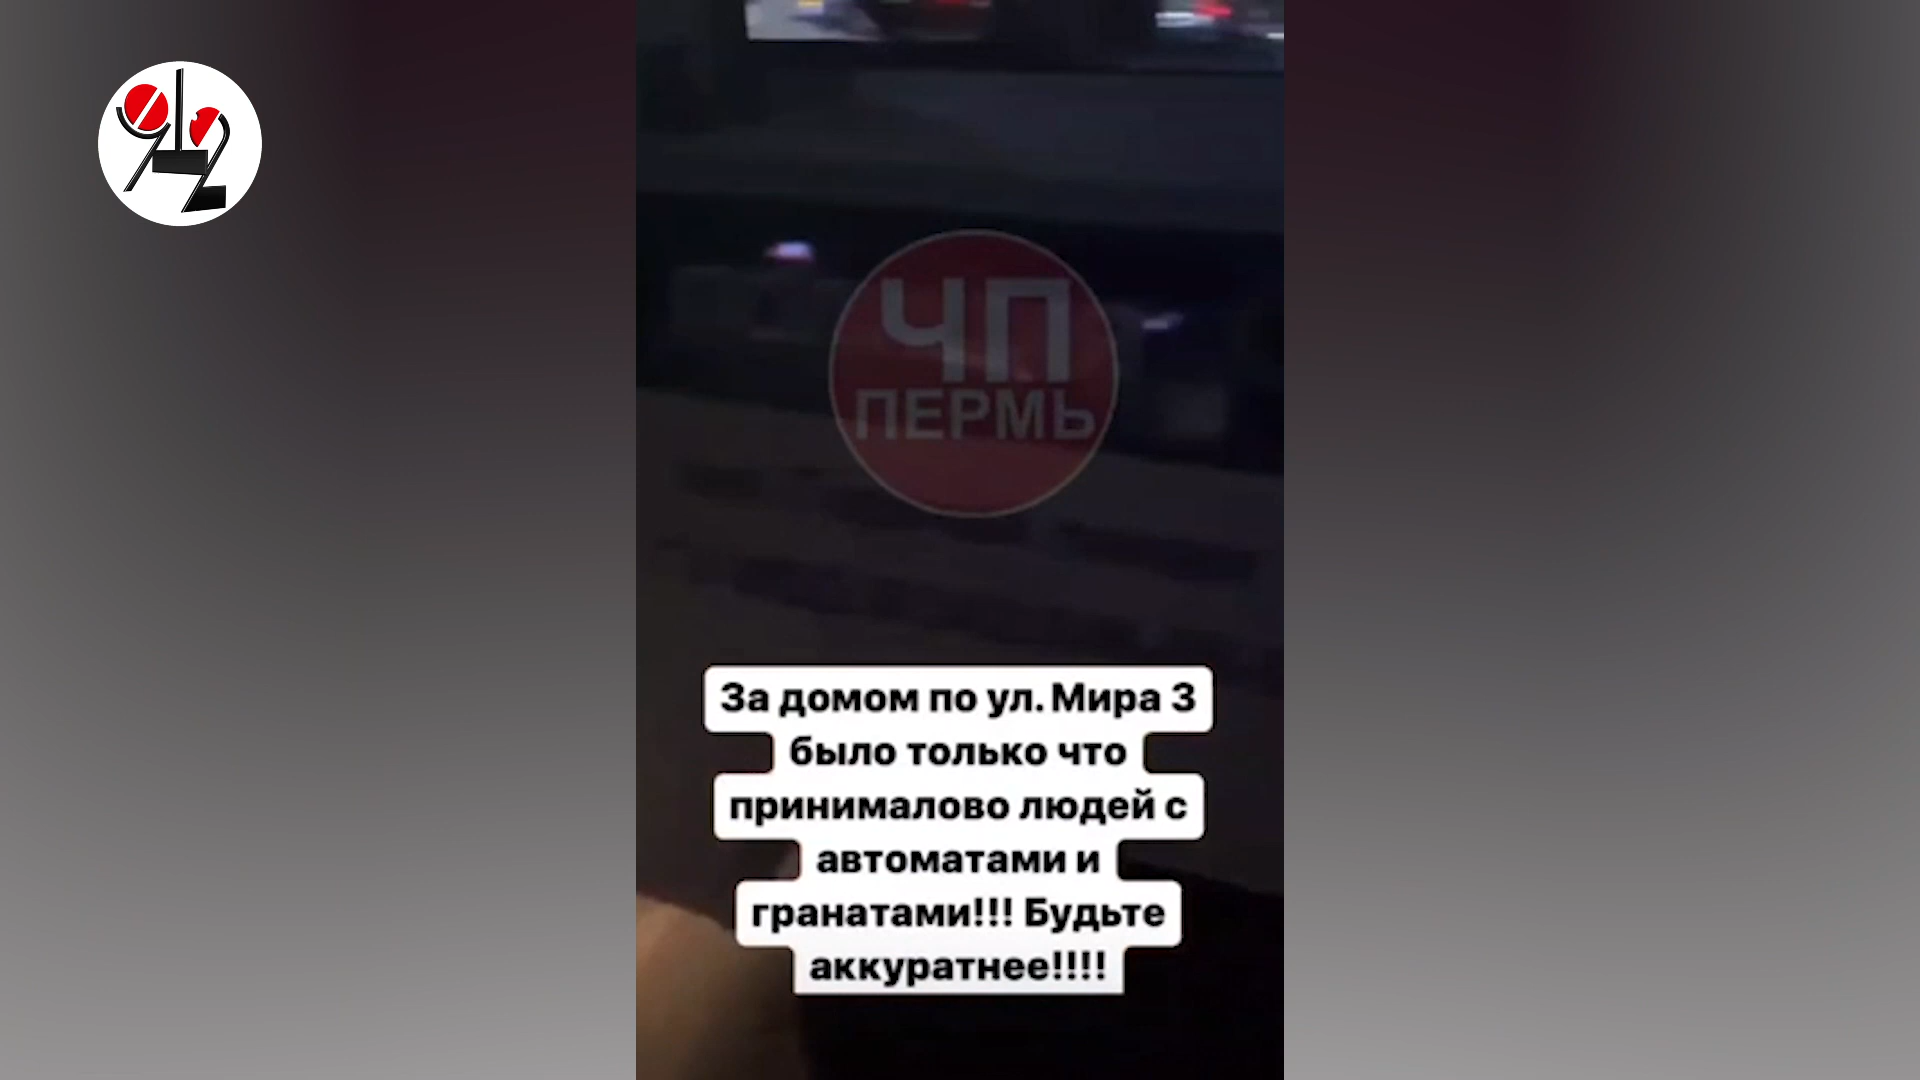 ЧП
ПЕРМЬ
За домом по ул. Мира 3
было только что
принималово людей с
автоматами и
гранатами!!! Будьте
аккуратнее!!!!